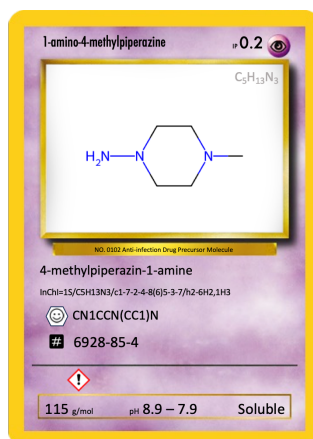 1-amino-4-methylpiperazine IP 0.2
C₅H₁₃N₃
H₂N N N
NO. 0102 Anti-infection Drug Precursor Molecule
4-methylpiperazin-1-amine
InChI=1S/C5H13N3/c1-7-2-4-8(6)5-3-7/h2-6H2,1H3
CN1CCN(CC1)N
# 6928-85-4
!
115 g/mol pH 8.9 – 7.9 Soluble